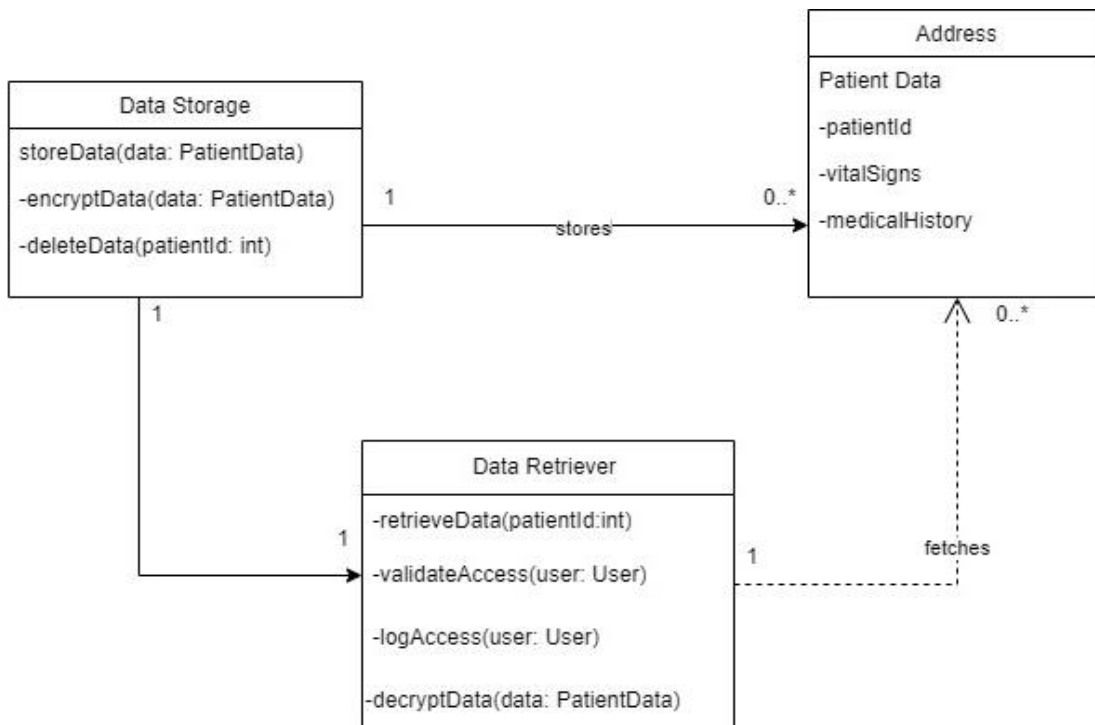 Address
Patient Data
-patientId
-vitalSigns
-medicalHistory
Data Storage
storeData(data: PatientData)
-encryptData(data: PatientData)
-deleteData(patientId: int)
1
0..*
stores
1
0..*
Data Retriever
-retrieveData(patientId:int)
-validateAccess(user: User)
-logAccess(user: User)
-decryptData(data: PatientData)
1
1
fetches